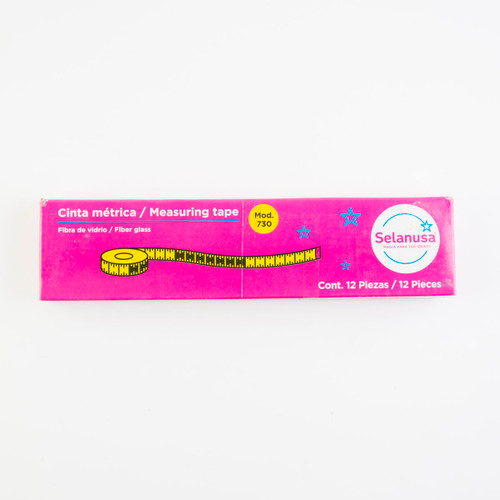 Cinta métrica / Measuring tape
Fibra de vidrio / Fiber glass
Mod.
730
Selanusa
Cont. 12 Piezas / 12 Pieces